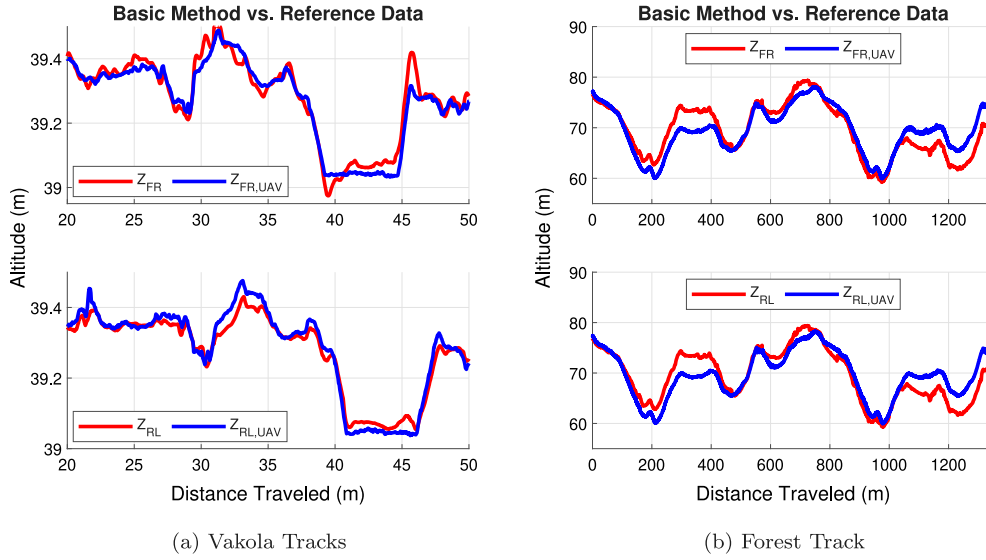 Basic Method vs. Reference Data
39.4
39.2
39
Z_FR Z_FR,UAV
20 25 30 35 40 45 50
Altitude (m)
39.4
39.2
39
Z_RL Z_RL,UAV
20 25 30 35 40 45 50
Distance Traveled (m)
(a) Vakola Tracks
Basic Method vs. Reference Data
90
80
70
60
Z_FR Z_FR,UAV
0 200 400 600 800 1000 1200
Altitude (m)
90
80
70
60
Z_RL Z_RL,UAV
0 200 400 600 800 1000 1200
Distance Traveled (m)
(b) Forest Track